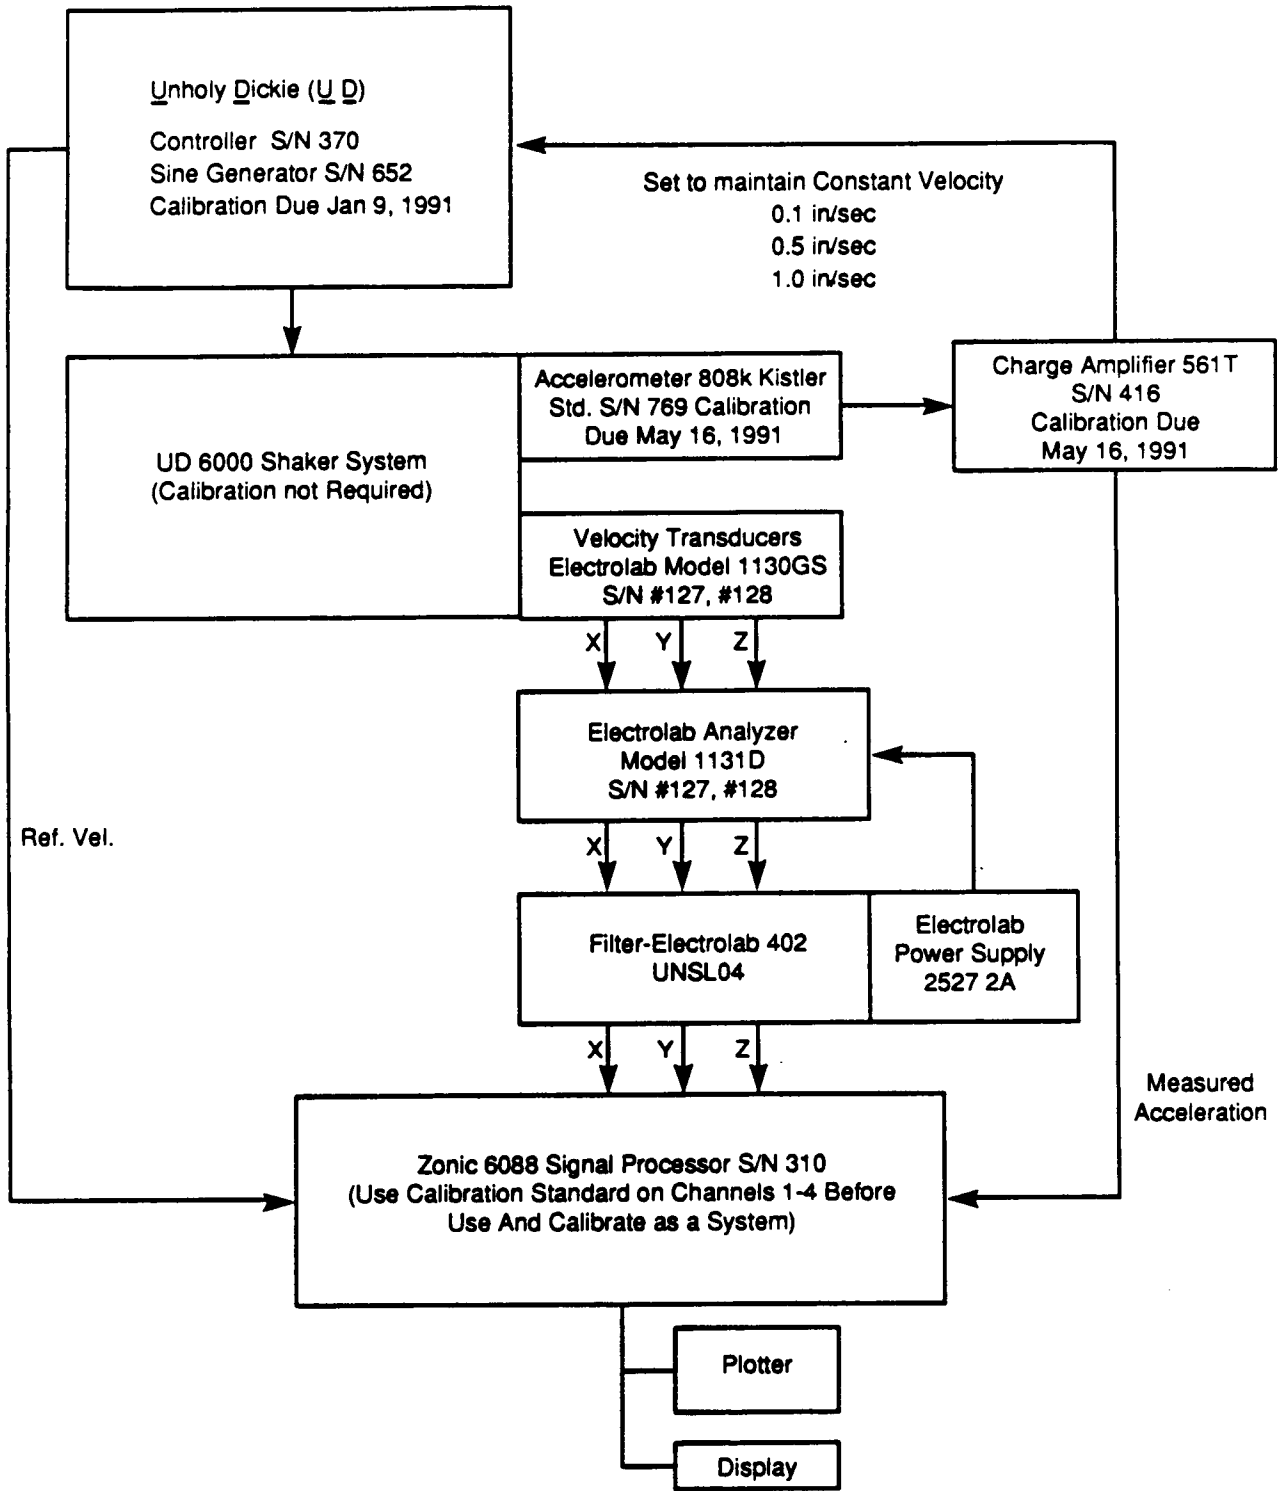 Unholy Dickie (U D)
Controller S/N 370
Sine Generator S/N 652
Calibration Due Jan 9, 1991
Set to maintain Constant Velocity
0.1 in/sec
0.5 in/sec
1.0 in/sec
UD 6000 Shaker System
(Calibration not Required)
Accelerometer 808k Kistler
Std. S/N 769 Calibration
Due May 16, 1991
Charge Amplifier 561T
S/N 416
Calibration Due
May 16, 1991
Velocity Transducers
Electrolab Model 1130GS
S/N #127, #128
X Y Z
Electrolab Analyzer
Model 1131D
S/N #127, #128
Ref. Vel.
X Y Z
Filter-Electrolab 402
UNSL04
Electrolab
Power Supply
2527 2A
X Y Z
Measured
Acceleration
Zonic 6088 Signal Processor S/N 310
(Use Calibration Standard on Channels 1-4 Before
Use And Calibrate as a System)
Plotter
Display